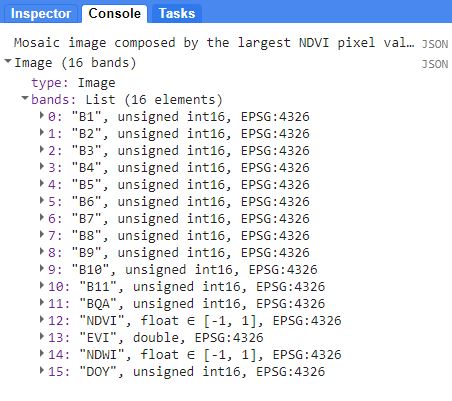 Inspector Console Tasks
Mosaic image composed by the largest NDVI pixel val… JSON
Image (16 bands) JSON
type: Image
bands: List (16 elements)
0: "B1", unsigned int16, EPSG:4326
1: "B2", unsigned int16, EPSG:4326
2: "B3", unsigned int16, EPSG:4326
3: "B4", unsigned int16, EPSG:4326
4: "B5", unsigned int16, EPSG:4326
5: "B6", unsigned int16, EPSG:4326
6: "B7", unsigned int16, EPSG:4326
7: "B8", unsigned int16, EPSG:4326
8: "B9", unsigned int16, EPSG:4326
9: "B10", unsigned int16, EPSG:4326
10: "B11", unsigned int16, EPSG:4326
11: "BQA", unsigned int16, EPSG:4326
12: "NDVI", float ∈ [-1, 1], EPSG:4326
13: "EVI", double, EPSG:4326
14: "NDWI", float ∈ [-1, 1], EPSG:4326
15: "DOY", unsigned int16, EPSG:4326